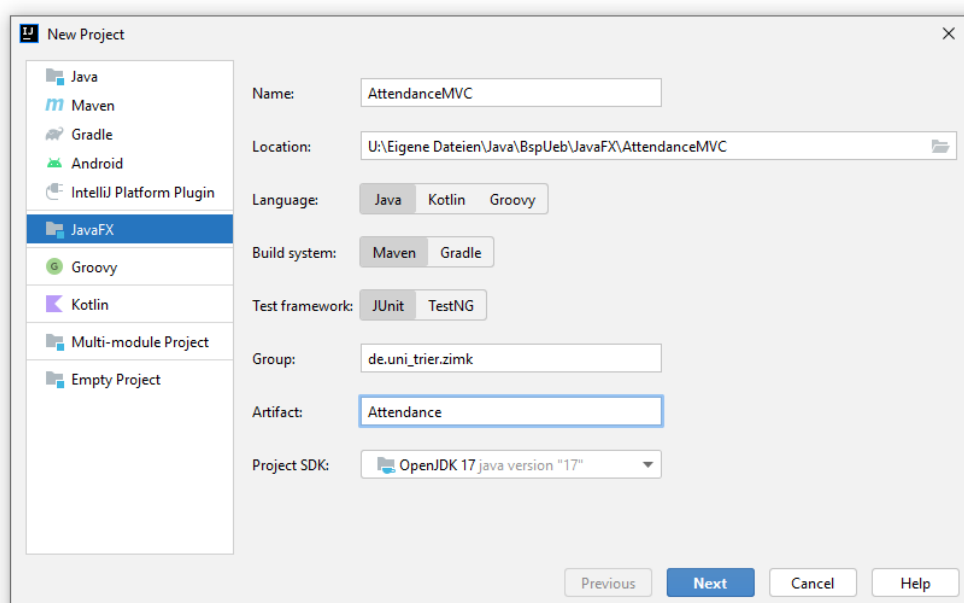 New Project
Java
Maven
Gradle
Android
IntelliJ Platform Plugin
JavaFX
Groovy
Kotlin
Multi-module Project
Empty Project
Name: AttendanceMVC
Location: U:\Eigene Dateien\Java\BspUeb\JavaFX\AttendanceMVC
Language: Java Kotlin Groovy
Build system: Maven Gradle
Test framework: JUnit TestNG
Group: de.uni_trier.zimk
Artifact: Attendance
Project SDK: OpenJDK 17 java version "17"
Previous Next Cancel Help